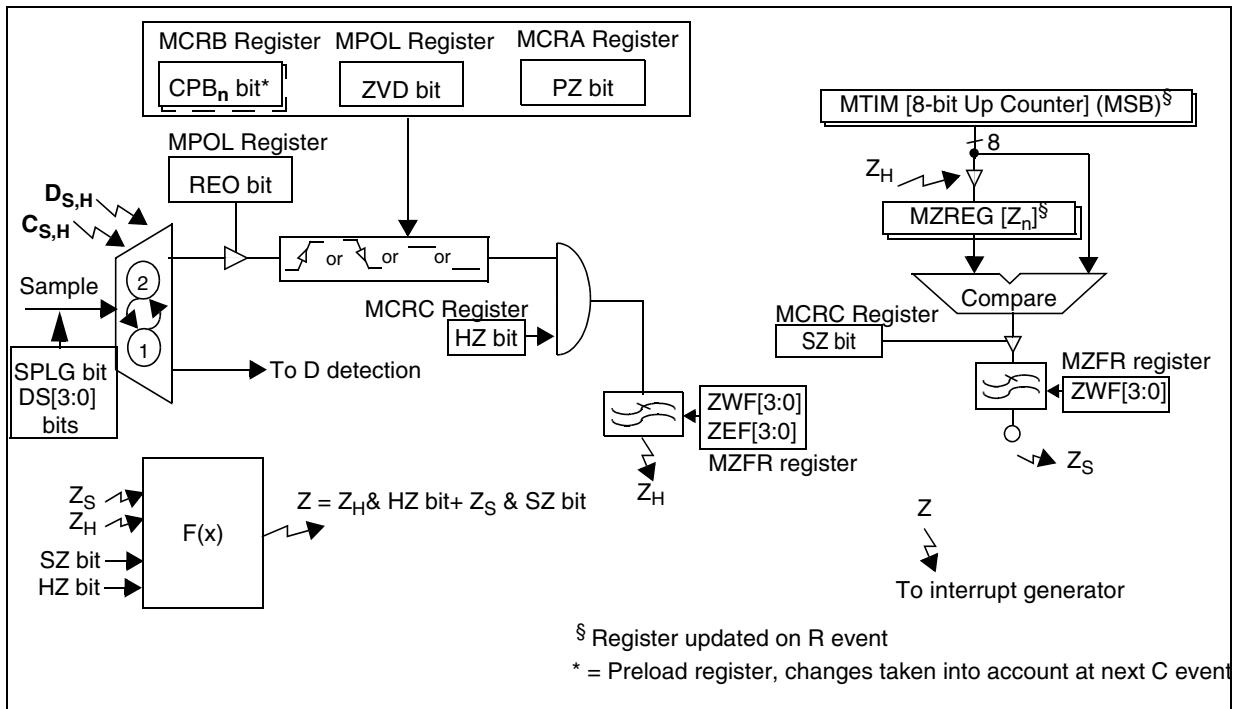 MCRB Register
MPOL Register
MCRA Register
CPBn bit*
ZVD bit
PZ bit
MPOL Register
REO bit
DS,H
CS,H
Sample
2
1
SPLG bit
DS[3:0]
bits
To D detection
or
or
or
MCRC Register
HZ bit
ZWF[3:0]
ZEF[3:0]
MZFR register
ZH
MTIM [8-bit Up Counter] (MSB)§
8
ZH
MZREG [Zn]§
Compare
MCRC Register
SZ bit
MZFR register
ZWF[3:0]
ZS
ZS
ZH
SZ bit
HZ bit
F(x)
Z = ZH& HZ bit+ ZS & SZ bit
Z
To interrupt generator
§ Register updated on R event
* = Preload register, changes taken into account at next C event